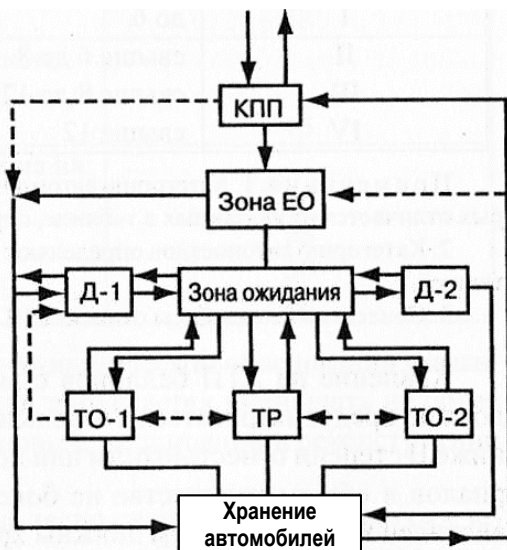 КПП
Зона ЕО
Д-1
Зона ожидания
Д-2
ТО-1
ТР
ТО-2
Хранение
автомобилей